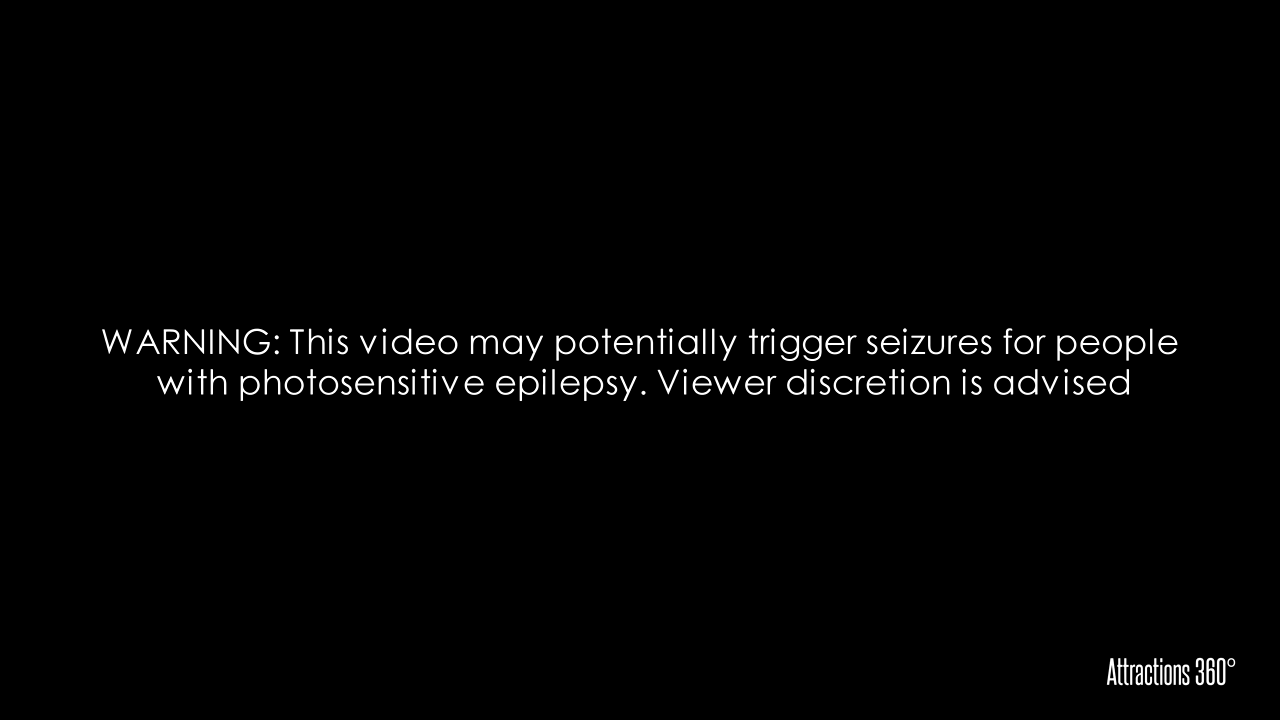 WARNING: This video may potentially trigger seizures for people
with photosensitive epilepsy. Viewer discretion is advised
Attractions 360°